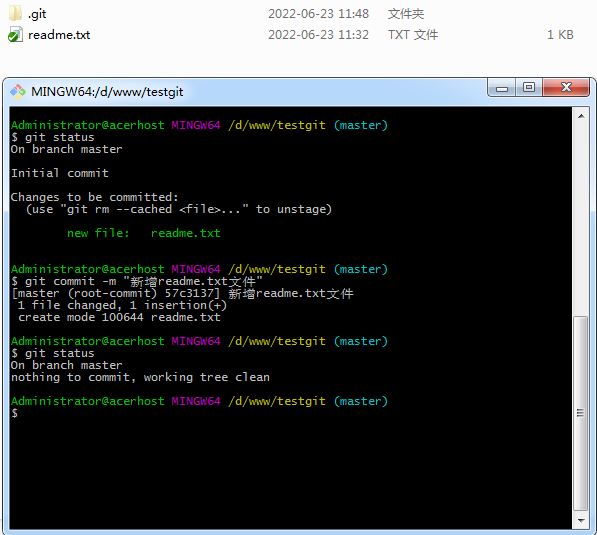 .git 2022-06-23 11:48 文件夹
readme.txt 2022-06-23 11:32 TXT 文件 1 KB
MINGW64:/d/www/testgit
Administrator@acerhost MINGW64 /d/www/testgit (master)
$ git status
On branch master
Initial commit
Changes to be committed:
(use "git rm --cached <file>..." to unstage)
new file: readme.txt
Administrator@acerhost MINGW64 /d/www/testgit (master)
$ git commit -m "新增readme.txt文件"
[master (root-commit) 57c3137] 新增readme.txt文件
1 file changed, 1 insertion(+)
create mode 100644 readme.txt
Administrator@acerhost MINGW64 /d/www/testgit (master)
$ git status
On branch master
nothing to commit, working tree clean
Administrator@acerhost MINGW64 /d/www/testgit (master)
$